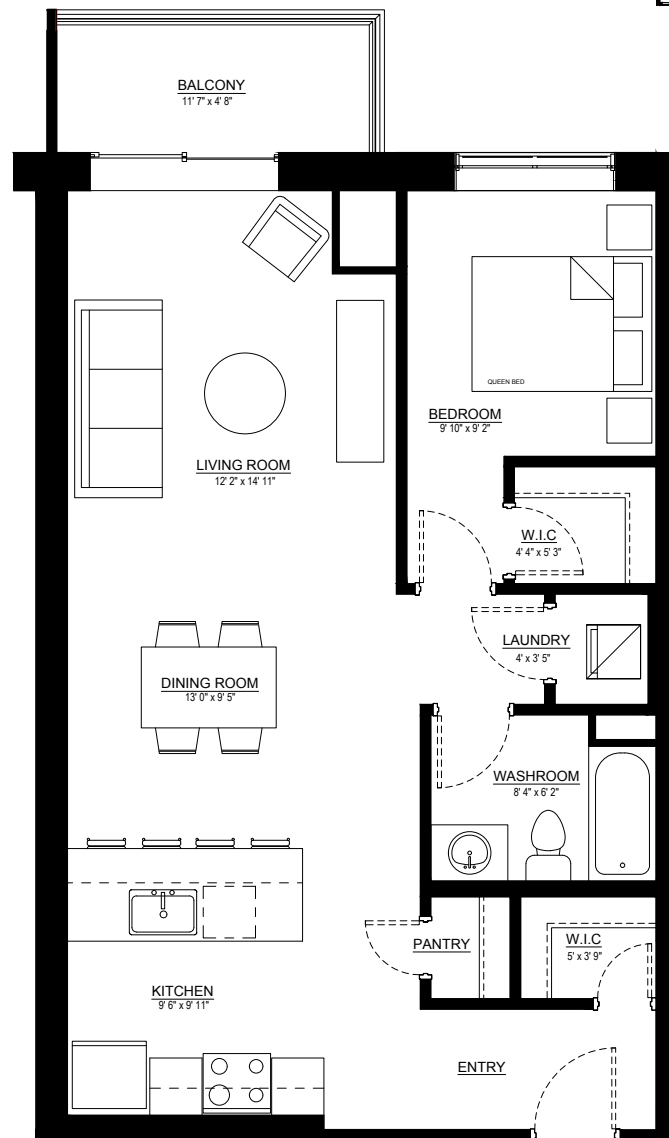 BALCONY
11' 7" x 4' 8"
QUEEN BED
BEDROOM
9' 10" x 9' 2"
LIVING ROOM
12' 2" x 14' 11"
W.I.C
4' 4" x 5' 3"
LAUNDRY
4' x 3' 5"
DINING ROOM
13' 0" x 9' 5"
WASHROOM
8' 4" x 6' 2"
PANTRY
W.I.C
5' x 3' 9"
KITCHEN
9' 6" x 9' 11"
ENTRY